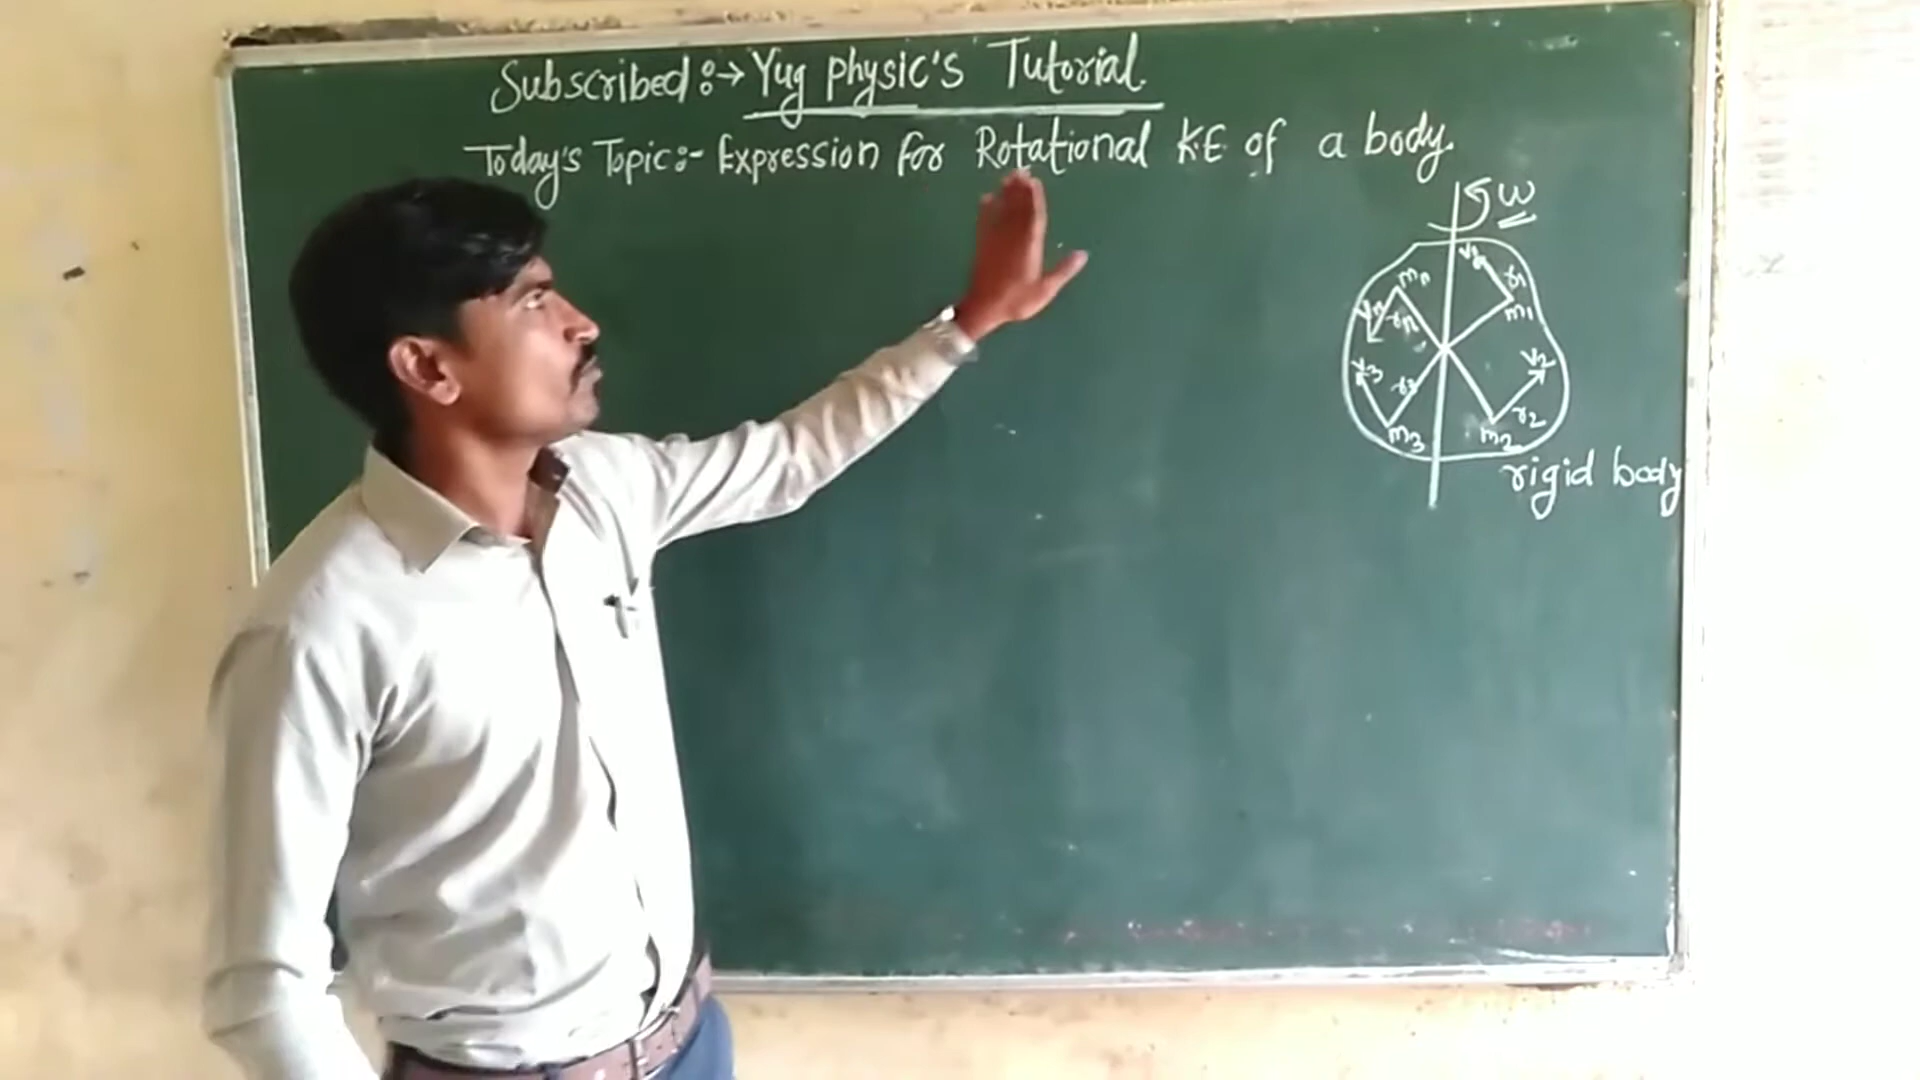 Subscribed:→ Yug physic's Tutorial.
Today's Topic:- Expression for Rotational KE of a body.
ω
v1 r1
m1
mn
vn rn
v3 r3
m3
v2
r2
m2
rigid body